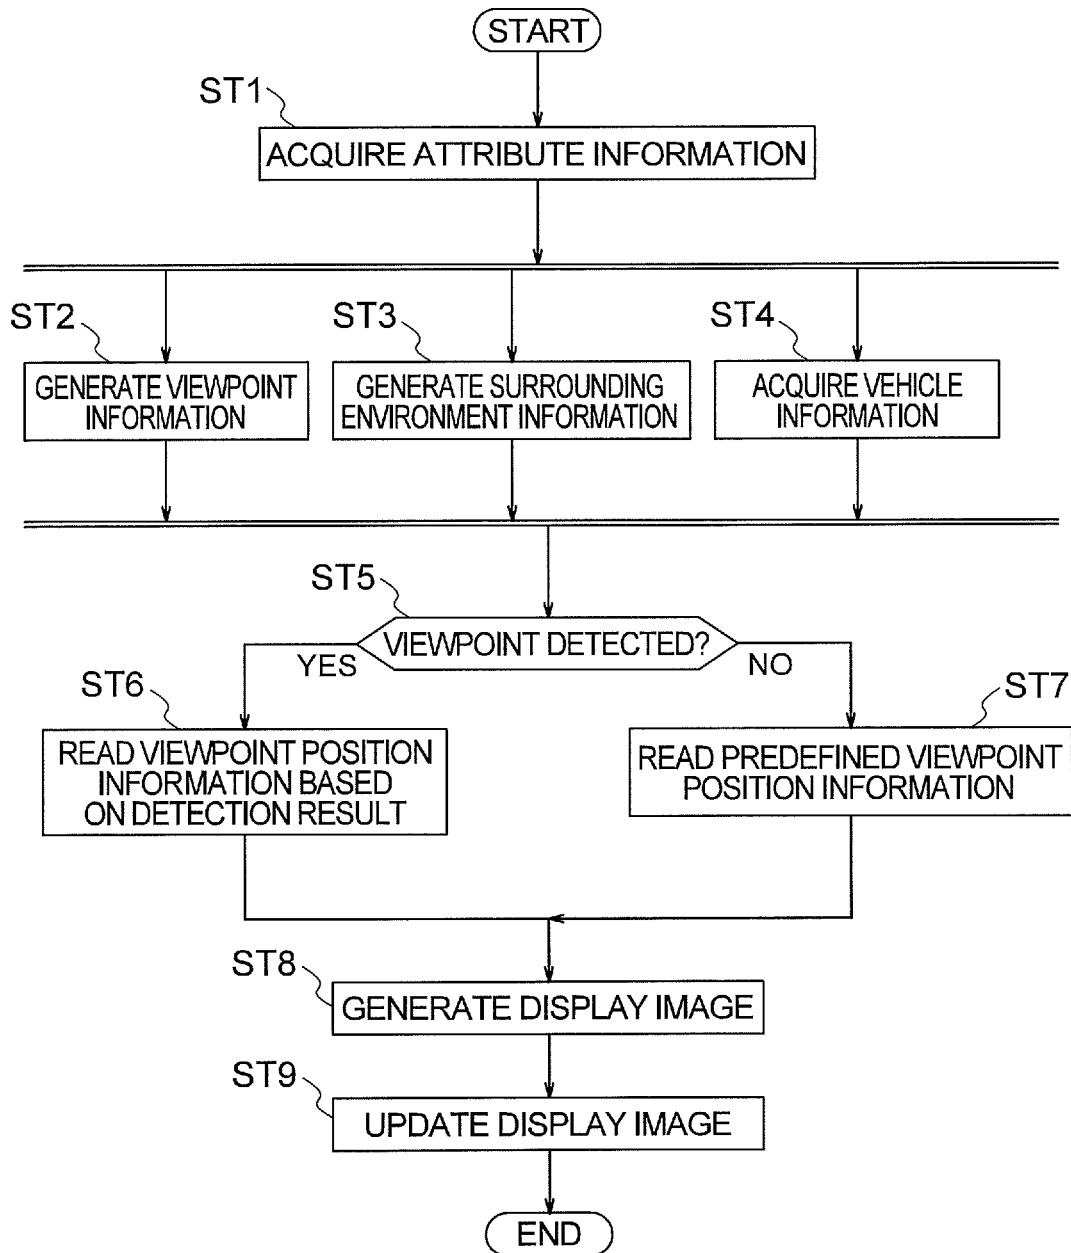 START
ST1
ACQUIRE ATTRIBUTE INFORMATION
ST2
GENERATE VIEWPOINT
INFORMATION
ST3
GENERATE SURROUNDING
ENVIRONMENT INFORMATION
ST4
ACQUIRE VEHICLE
INFORMATION
ST5
VIEWPOINT DETECTED?
YES
NO
ST6
READ VIEWPOINT POSITION
INFORMATION BASED
ON DETECTION RESULT
ST7
READ PREDEFINED VIEWPOINT
POSITION INFORMATION
ST8
GENERATE DISPLAY IMAGE
ST9
UPDATE DISPLAY IMAGE
END